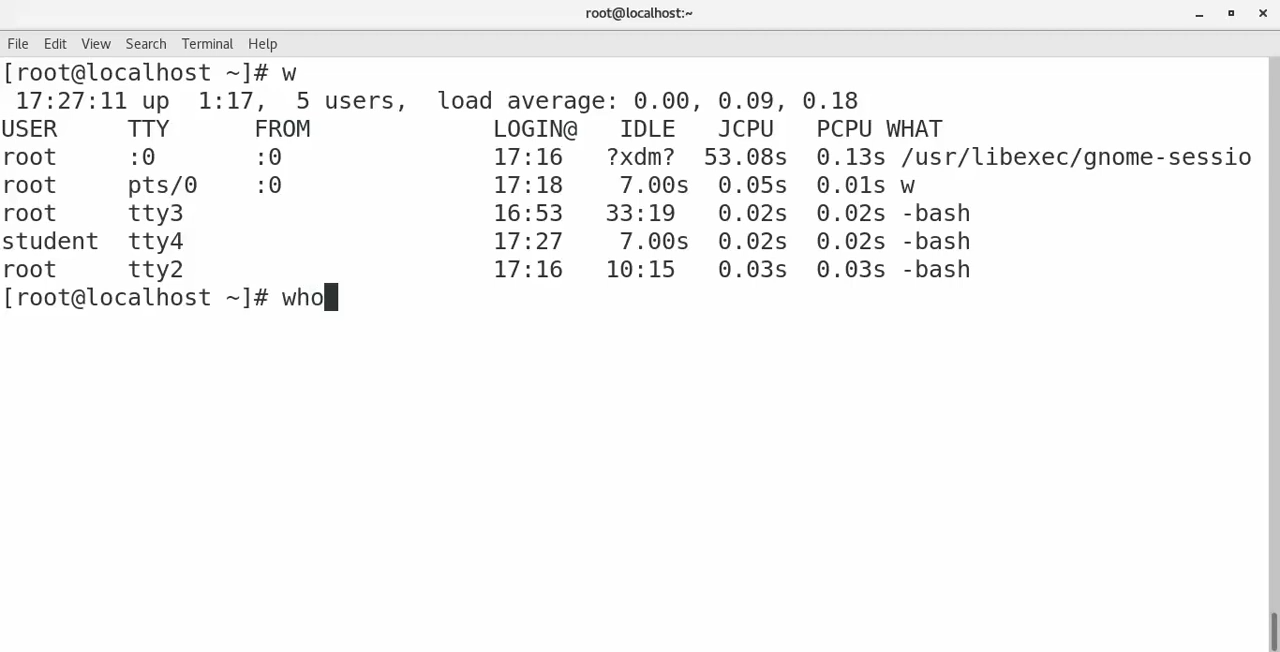 root@localhost:~
File Edit View Search Terminal Help
[root@localhost ~]# w
 17:27:11 up  1:17,  5 users,  load average: 0.00, 0.09, 0.18
USER     TTY      FROM             LOGIN@   IDLE   JCPU   PCPU WHAT
root     :0       :0               17:16   ?xdm?  53.08s  0.13s /usr/libexec/gnome-sessio
root     pts/0    :0               17:18    7.00s  0.05s  0.01s w
root     tty3                      16:53   33:19   0.02s  0.02s -bash
student  tty4                      17:27    7.00s  0.02s  0.02s -bash
root     tty2                      17:16   10:15   0.03s  0.03s -bash
[root@localhost ~]# who